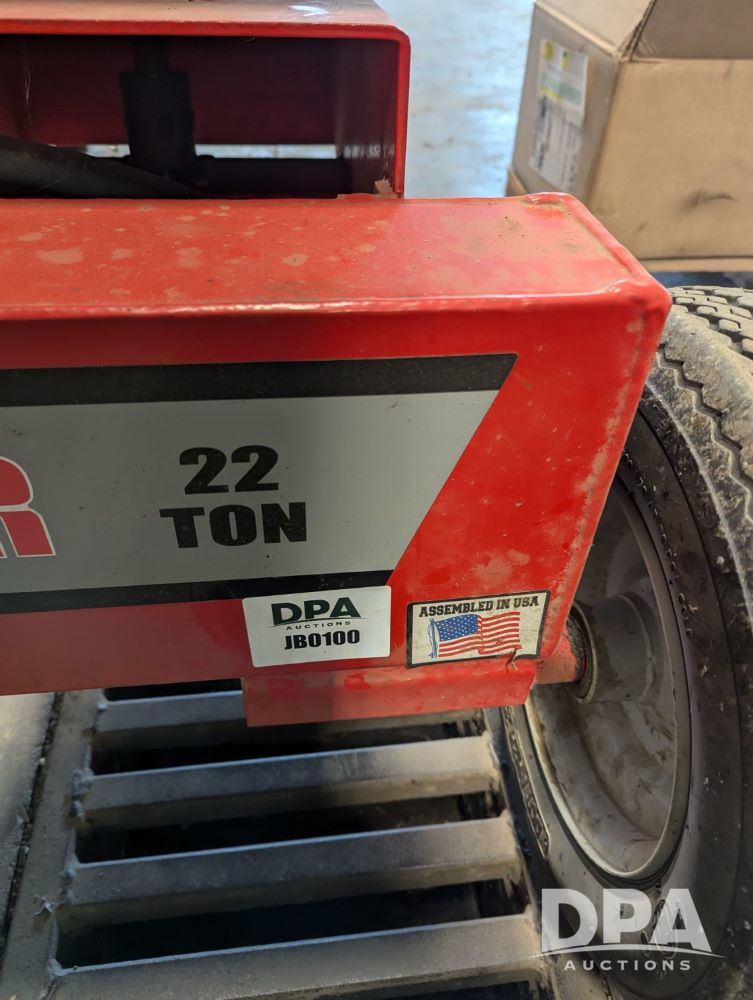 R
22
TON
DPA
AUCTIONS
JB0100
ASSEMBLED IN USA
DPA
AUCTIONS